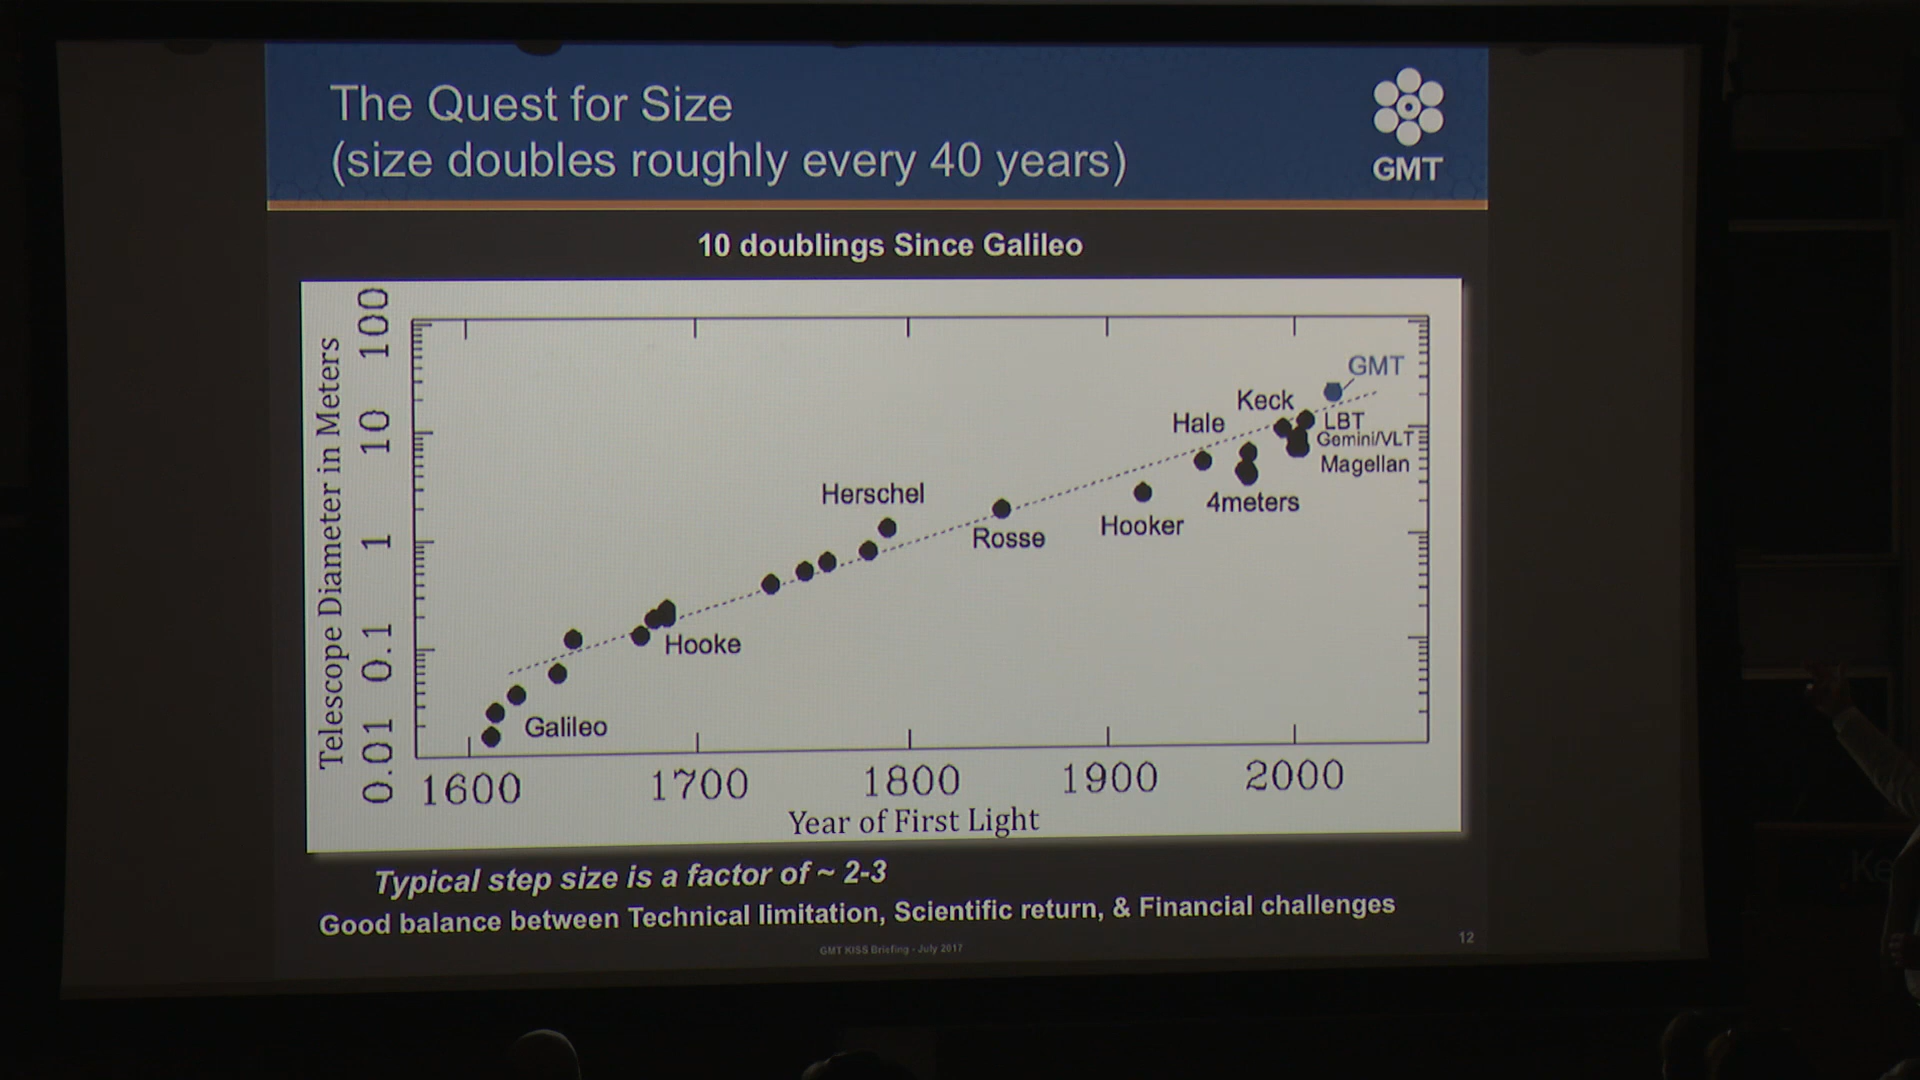 The Quest for Size
(size doubles roughly every 40 years)
GMT
10 doublings Since Galileo
Telescope Diameter in Meters
100
10
1
0.1
0.01
GMT
Keck
Hale
LBT
Gemini/VLT
Magellan
4meters
Herschel
Rosse
Hooker
Hooke
Galileo
1600 1700 1800 1900 2000
Year of First Light
Typical step size is a factor of ~ 2-3
Good balance between Technical limitation, Scientific return, & Financial challenges
GMT KISS Briefing - July 2017
12
Ke